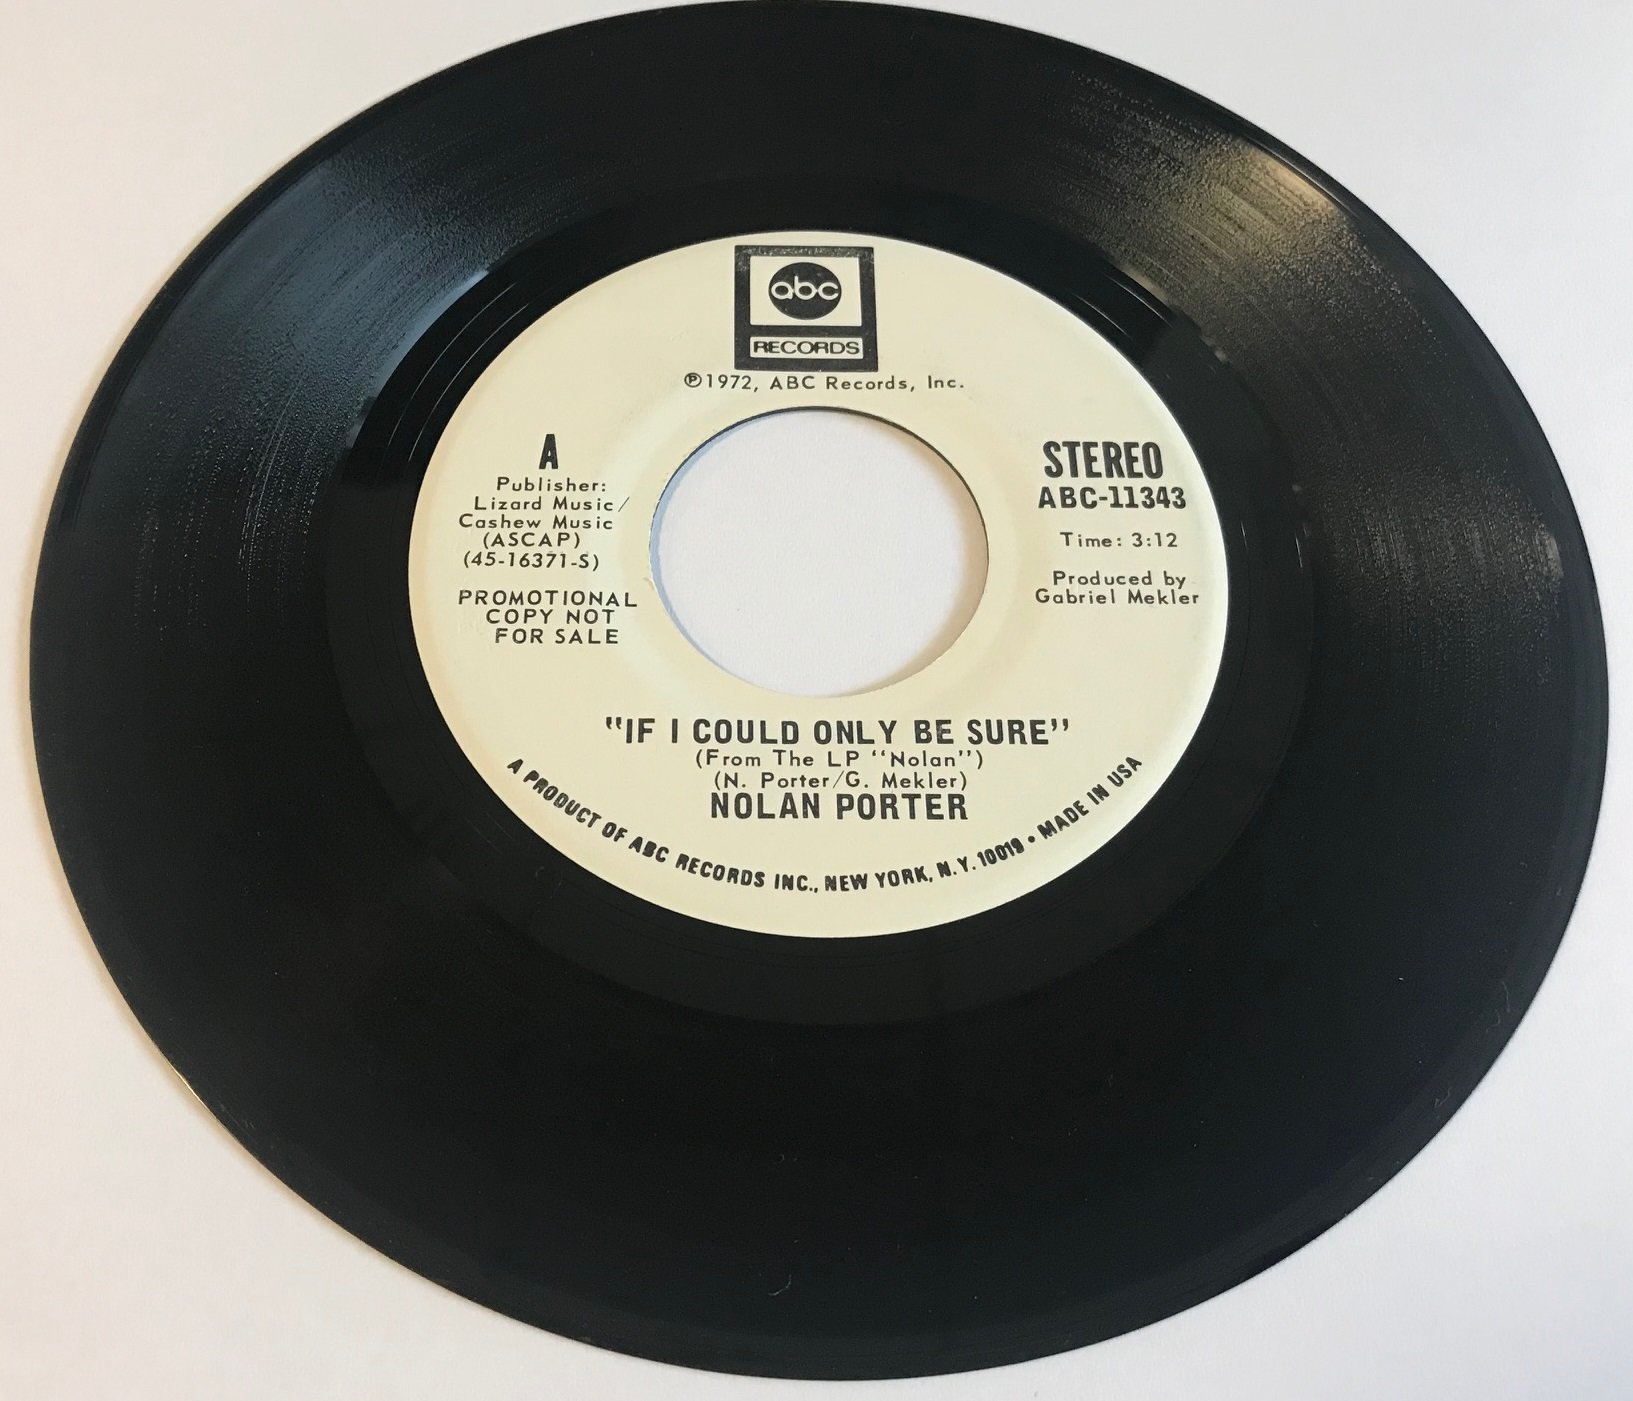 abc
RECORDS
℗1972, ABC Records, Inc.
A
Publisher:
Lizard Music/
Cashew Music
(ASCAP)
(45-16371-S)
PROMOTIONAL
COPY NOT
FOR SALE
STEREO
ABC-11343
Time: 3:12
Produced by
Gabriel Mekler
"IF I COULD ONLY BE SURE"
(From The LP "Nolan")
(N. Porter/G. Mekler)
NOLAN PORTER
A PRODUCT OF ABC RECORDS INC., NEW YORK, N.Y. 10019 • MADE IN USA